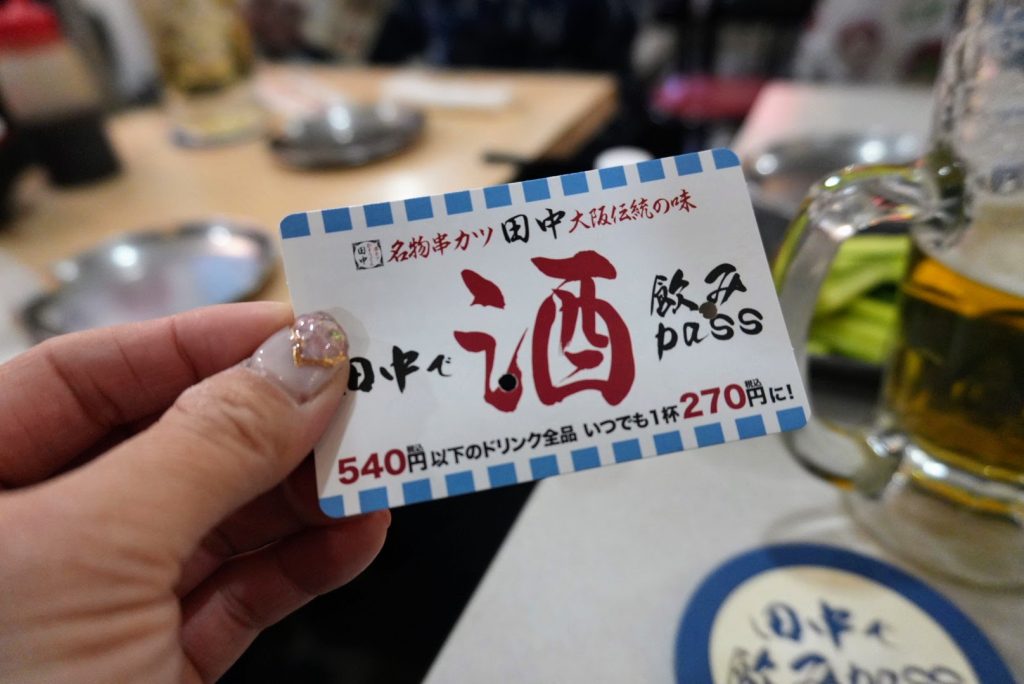 名物串カツ 田中 大阪伝統の味
田中で 酒 飲み
pass
540円税込以下のドリンク全品 いつでも1杯270円税込に!
田中で
飲みpass